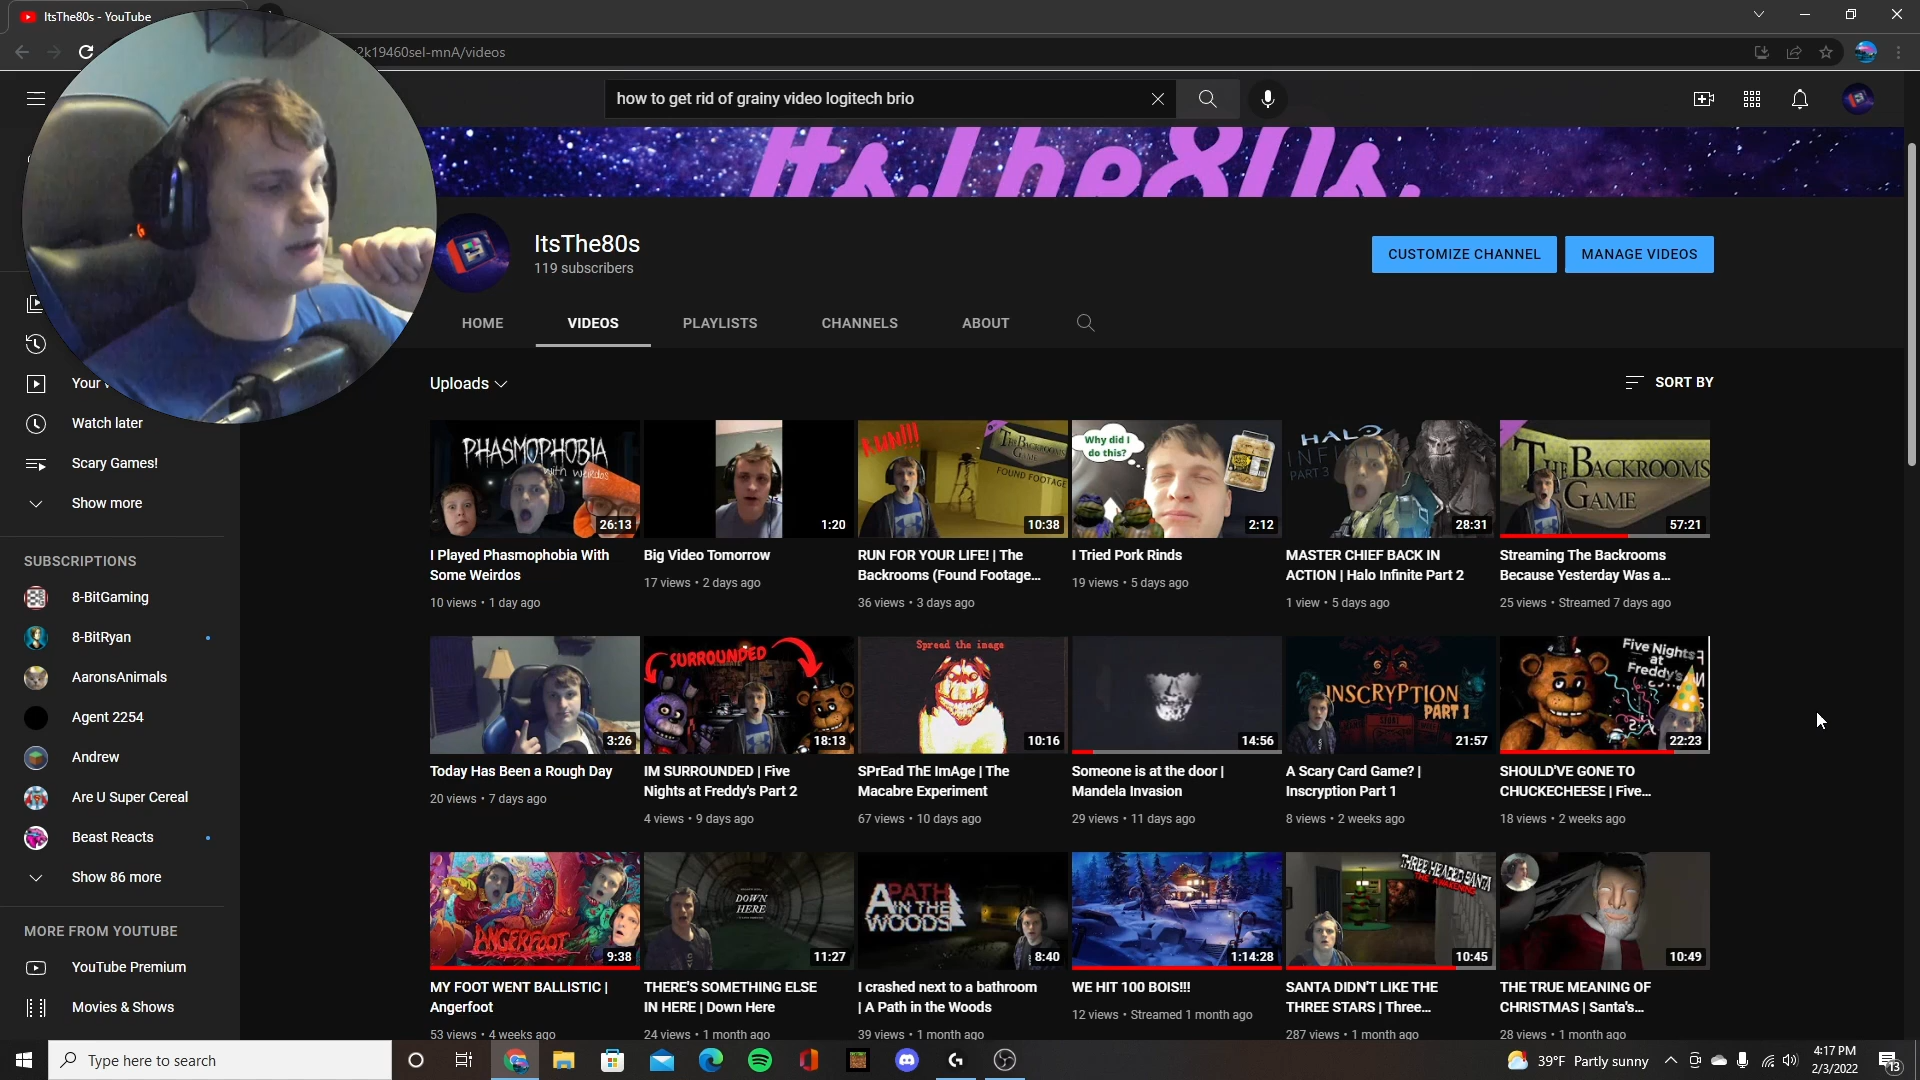 ItsThe80s - YouTube
2k19460sel-mnA/videos
how to get rid of grainy video logitech brio
ItsThe80s.
ItsThe80s
119 subscribers
CUSTOMIZE CHANNEL
MANAGE VIDEOS
HOME
VIDEOS
PLAYLISTS
CHANNELS
ABOUT
Your
Watch later
Scary Games!
Show more
SUBSCRIPTIONS
8-BitGaming
8-BitRyan
AaronsAnimals
Agent 2254
Andrew
Are U Super Cereal
Beast Reacts
Show 86 more
MORE FROM YOUTUBE
YouTube Premium
Movies & Shows
Uploads
SORT BY
PHASMOPHOBIA
with weirdos
26:13
I Played Phasmophobia With
Some Weirdos
10 views • 1 day ago
1:20
Big Video Tomorrow
17 views • 2 days ago
THE BACKROOMS
GAME
FOUND FOOTAGE
10:38
RUN FOR YOUR LIFE! | The
Backrooms (Found Footage...
36 views • 3 days ago
Why did I
do this?
2:12
I Tried Pork Rinds
19 views • 5 days ago
HALO
INFINITE
PART 3
28:31
MASTER CHIEF BACK IN
ACTION | Halo Infinite Part 2
1 view • 5 days ago
THE BACKROOMS
GAME
57:21
Streaming The Backrooms
Because Yesterday Was a...
25 views • Streamed 7 days ago
3:26
Today Has Been a Rough Day
20 views • 7 days ago
SURROUNDED
18:13
IM SURROUNDED | Five
Nights at Freddy's Part 2
4 views • 9 days ago
Spread the image
10:16
SPrEad ThE ImAge | The
Macabre Experiment
67 views • 10 days ago
14:56
Someone is at the door |
Mandela Invasion
29 views • 11 days ago
INSCRYPTION
PART 1
21:57
A Scary Card Game? |
Inscryption Part 1
8 views • 2 weeks ago
Five Nights
at
Freddy's
22:23
SHOULD'VE GONE TO
CHUCKECHEESE | Five...
18 views • 2 weeks ago
ANGERFOOT
9:38
MY FOOT WENT BALLISTIC |
Angerfoot
53 views • 4 weeks ago
DOWN
HERE
11:27
THERE'S SOMETHING ELSE
IN HERE | Down Here
24 views • 1 month ago
A PATH
IN THE
WOODS
8:40
I crashed next to a bathroom
| A Path in the Woods
39 views • 1 month ago
1:14:28
WE HIT 100 BOIS!!!
12 views • Streamed 1 month ago
THREE HEADED SANTA
THE AWAKENING
10:45
SANTA DIDN'T LIKE THE
THREE STARS | Three...
287 views • 1 month ago
10:49
THE TRUE MEANING OF
CHRISTMAS | Santa's...
28 views • 1 month ago
Type here to search
39°F Partly sunny
4:17 PM
2/3/2022
13